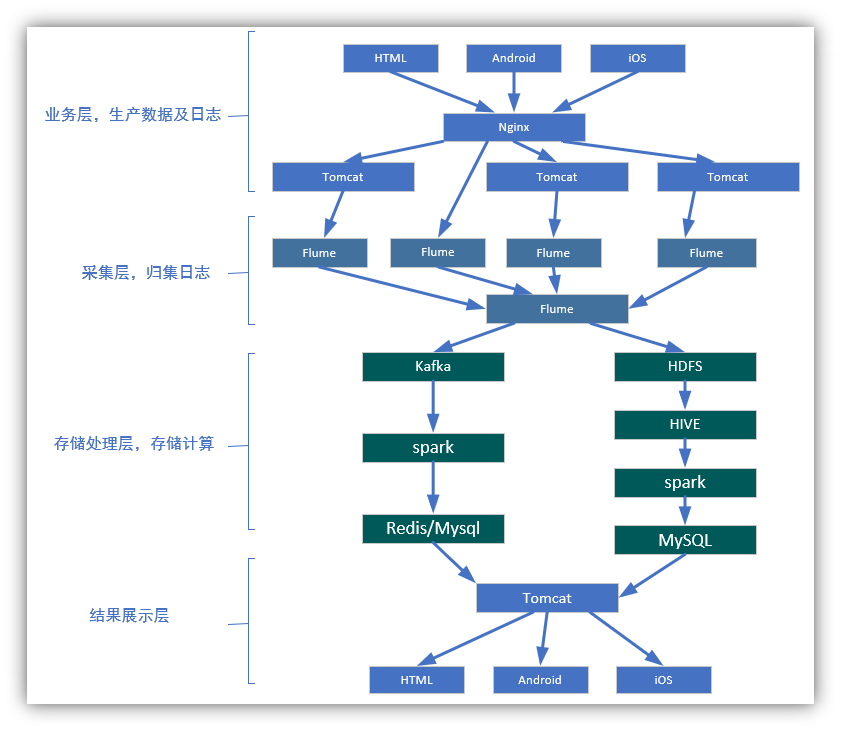 HTML
Android
iOS
业务层，生产数据及日志
Nginx
Tomcat
Tomcat
Tomcat
采集层，归集日志
Flume
Flume
Flume
Flume
Flume
存储处理层，存储计算
Kafka
HDFS
HIVE
spark
spark
Redis/Mysql
MySQL
结果展示层
Tomcat
HTML
Android
iOS